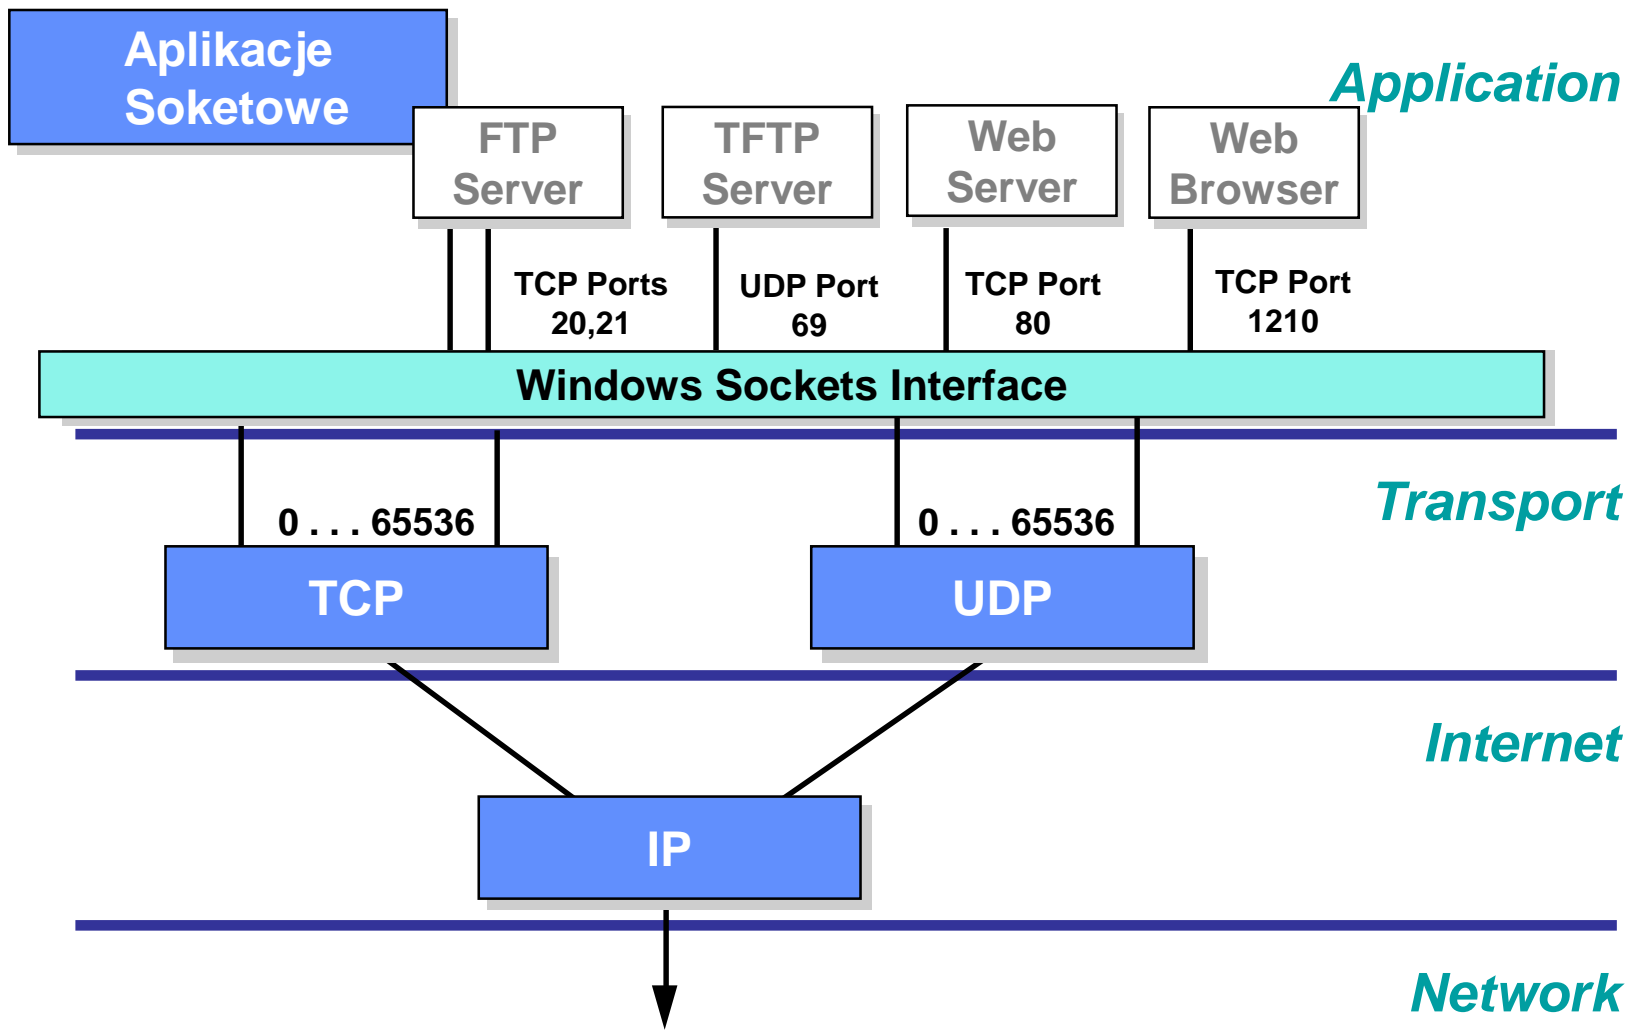 Aplikacje
Soketowe
Application
FTP
Server
TFTP
Server
Web
Server
Web
Browser
TCP Ports
20,21
UDP Port
69
TCP Port
80
TCP Port
1210
Windows Sockets Interface
Transport
0 . . . 65536
0 . . . 65536
TCP
UDP
Internet
IP
Network